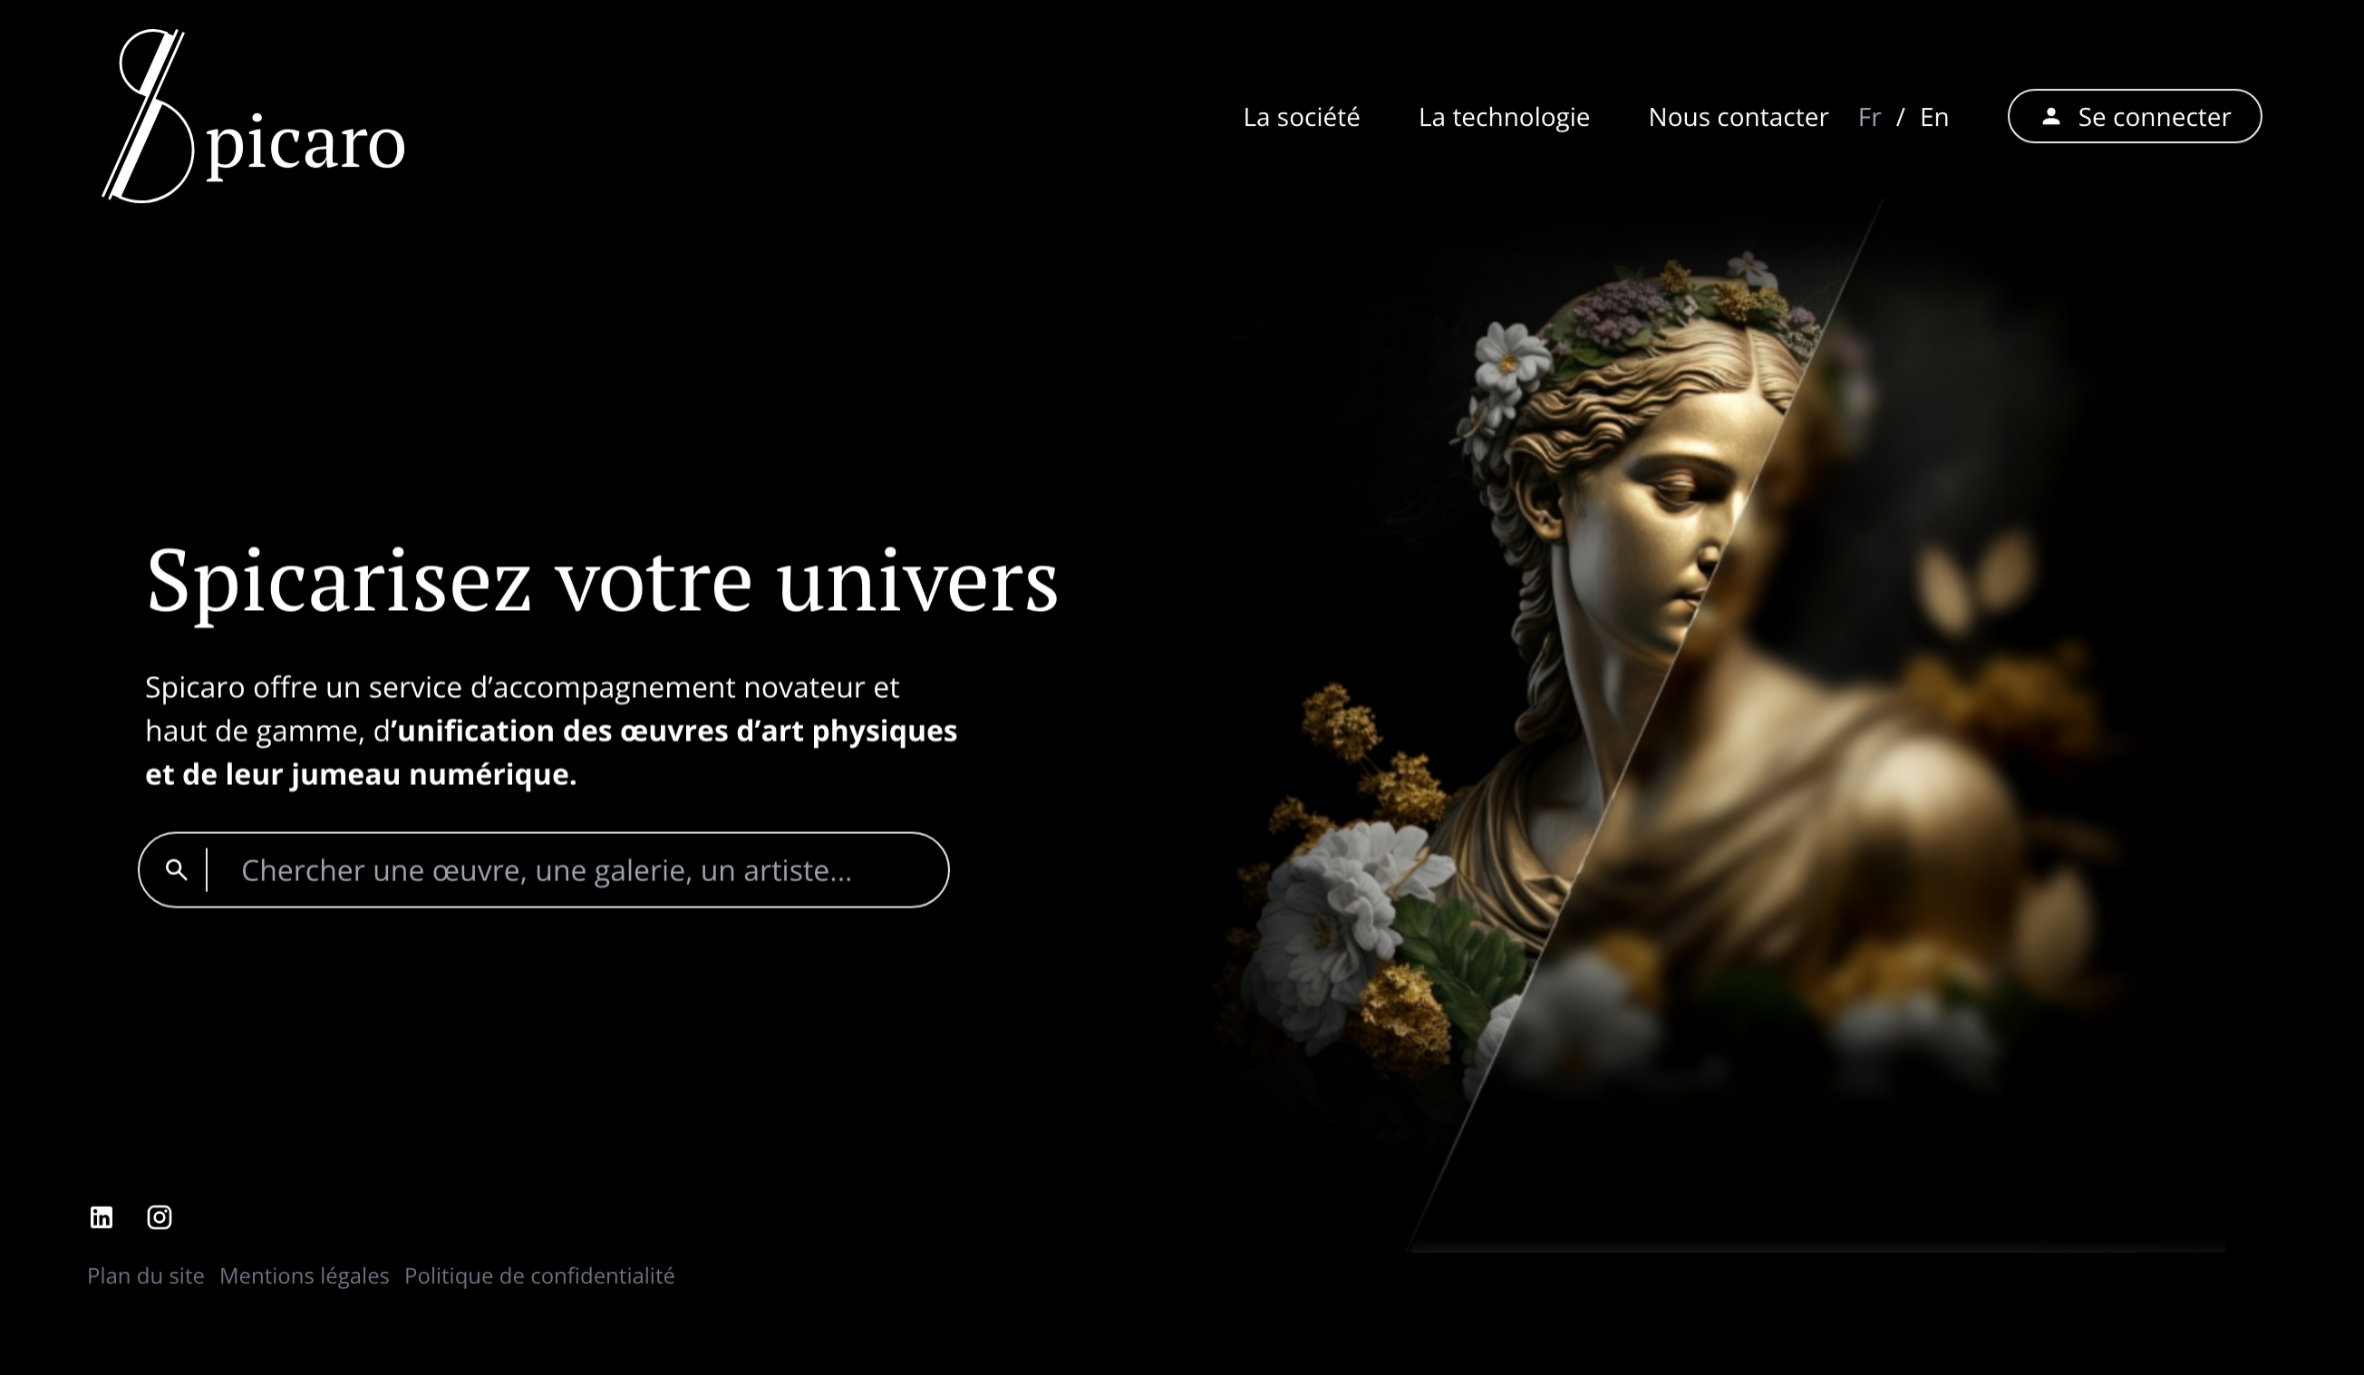 Spicaro
La société
La technologie
Nous contacter
Fr / En
Se connecter
Spicarisez votre univers
Spicaro offre un service d’accompagnement novateur et
haut de gamme, d’unification des œuvres d’art physiques
et de leur jumeau numérique.
Chercher une œuvre, une galerie, un artiste...
in
Plan du site Mentions légales Politique de confidentialité